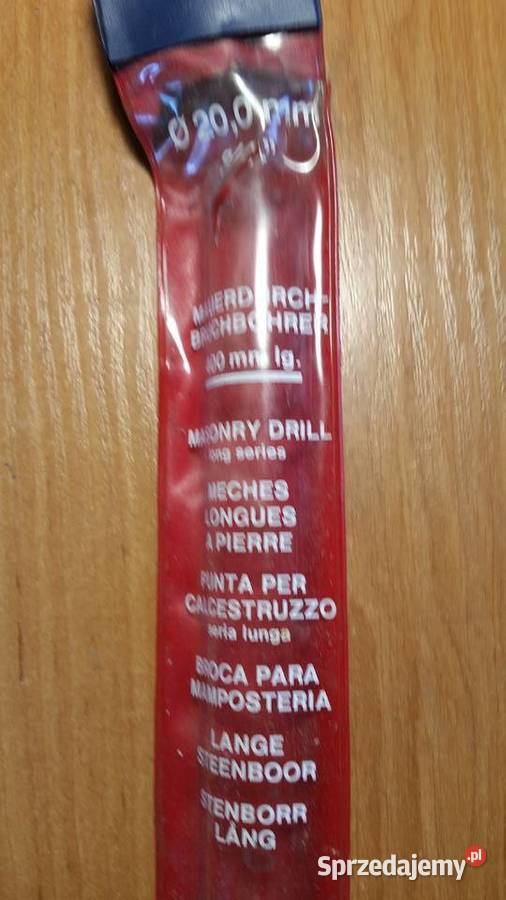 Ø 20,0 mm
MAUERDURCH-
BRUCHBOHRER
400 mm lg.
MASONRY DRILL
long series
MECHES
LONGUES
A PIERRE
PUNTA PER
CALCESTRUZZO
seria lunga
BROCA PARA
MAMPOSTERIA
LANGE
STEENBOOR
STENBORR
LÅNG
Sprzedajemy.pl